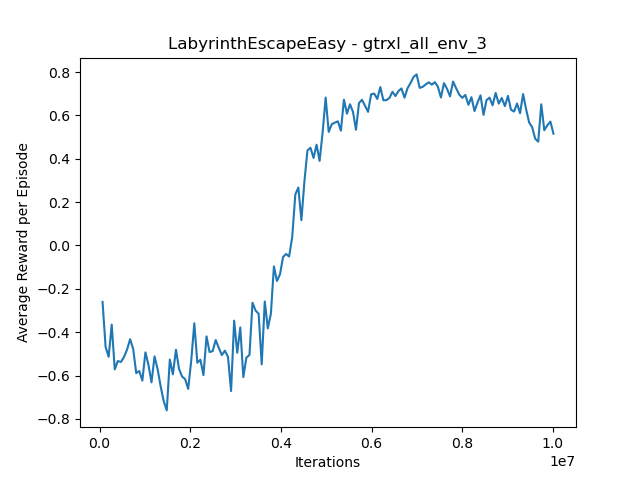 LabyrinthEscapeEasy - gtrxl_all_env_3
Average Reward per Episode
0.8
0.6
0.4
0.2
0.0
−0.2
−0.4
−0.6
−0.8
0.0 0.2 0.4 0.6 0.8 1.0
1e7
Iterations